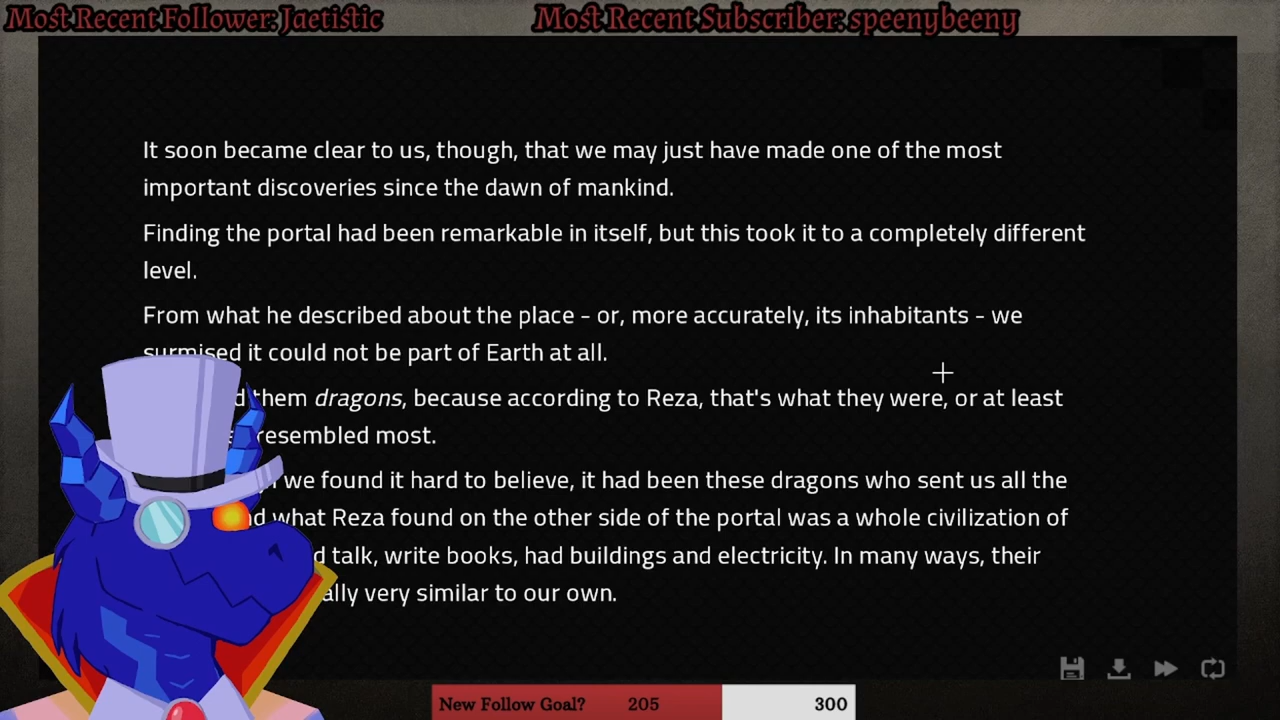 Most Recent Follower: Jaetistic
Most Recent Subscriber: speenybeeny
It soon became clear to us, though, that we may just have made one of the most
important discoveries since the dawn of mankind.
Finding the portal had been remarkable in itself, but this took it to a completely different
level.
From what he described about the place - or, more accurately, its inhabitants - we
surmised it could not be part of Earth at all.
them dragons, because according to Reza, that's what they were, or at least
resembled most.
we found it hard to believe, it had been these dragons who sent us all the
what Reza found on the other side of the portal was a whole civilization of
talk, write books, had buildings and electricity. In many ways, their
very similar to our own.
New Follow Goal? 205 300